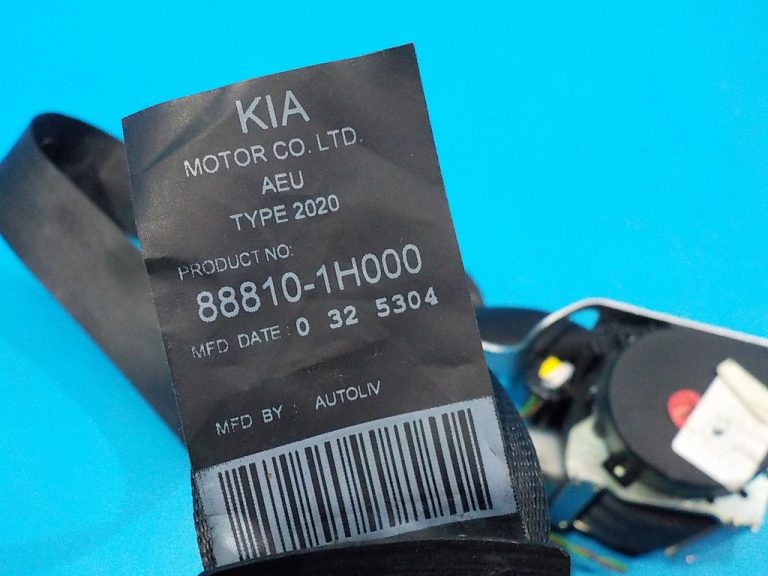 KIA
MOTOR CO. LTD.
AEU
TYPE 2020
PRODUCT NO:
88810-1H000
MFD DATE : 0 32 5304
MFD BY : AUTOLIV